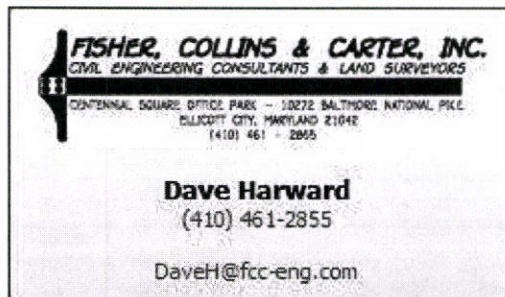 FISHER, COLLINS & CARTER, INC.
CIVIL ENGINEERING CONSULTANTS & LAND SURVEYORS
CENTENNIAL SQUARE OFFICE PARK - 10272 BALTIMORE NATIONAL PIKE
ELLICOTT CITY, MARYLAND 21042
(410) 461 - 2855
Dave Harward
(410) 461-2855
DaveH@fcc-eng.com